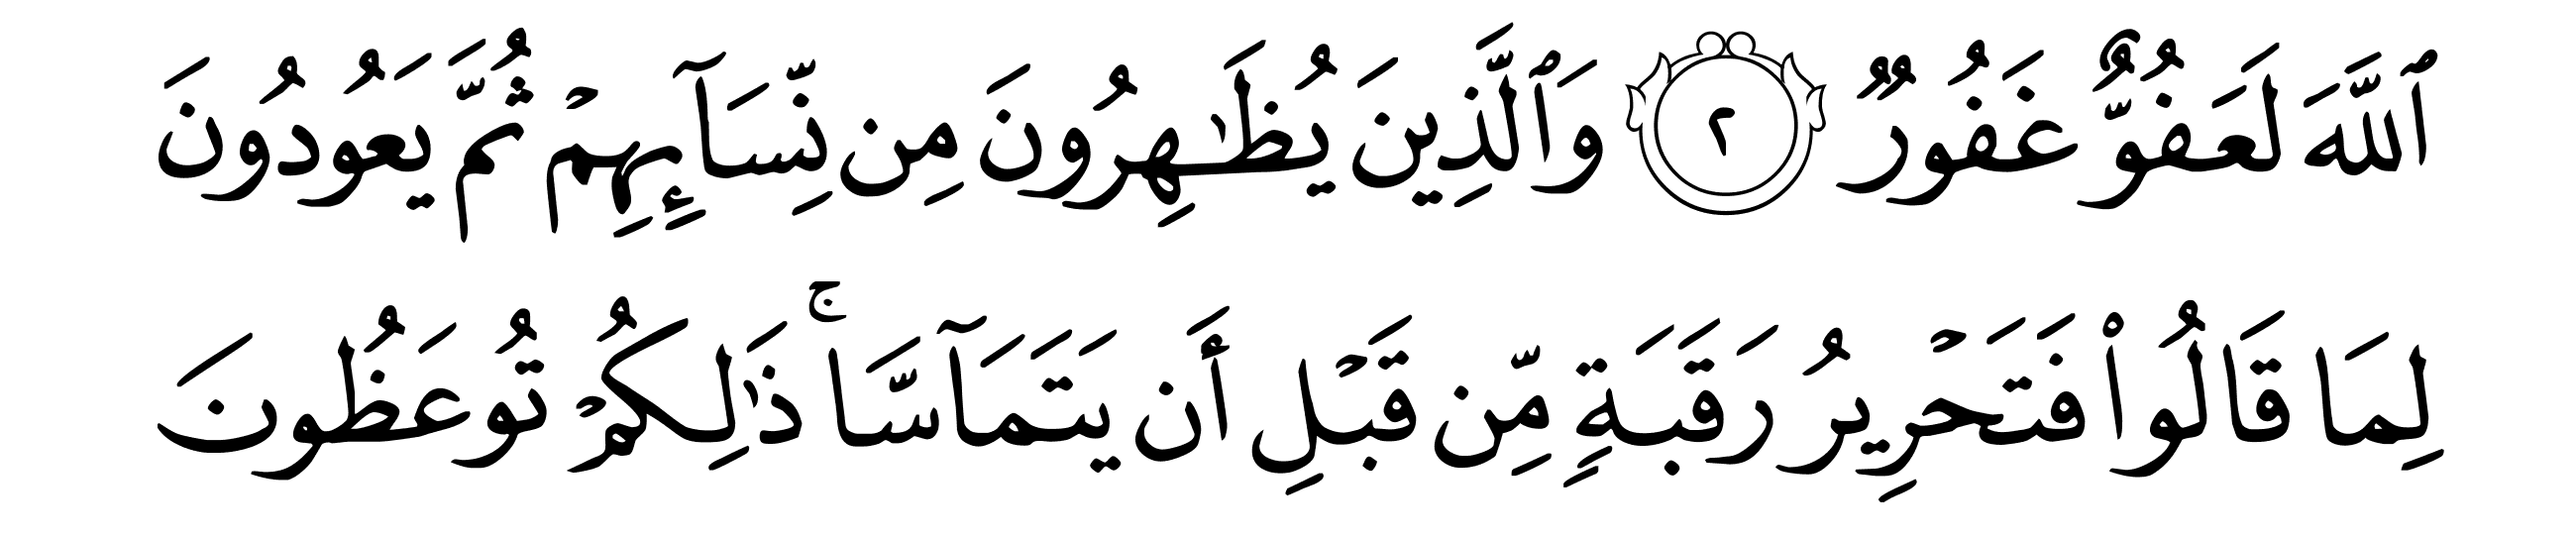 ٱللَّهَ لَعَفُوٌّ غَفُورٌ ٢ وَٱلَّذِينَ يُظَٰهِرُونَ مِن نِّسَآئِهِمۡ ثُمَّ يَعُودُونَ
لِمَا قَالُواْ فَتَحۡرِيرُ رَقَبَةٖ مِّن قَبۡلِ أَن يَتَمَآسَّاۚ ذَٰلِكُمۡ تُوعَظُونَ